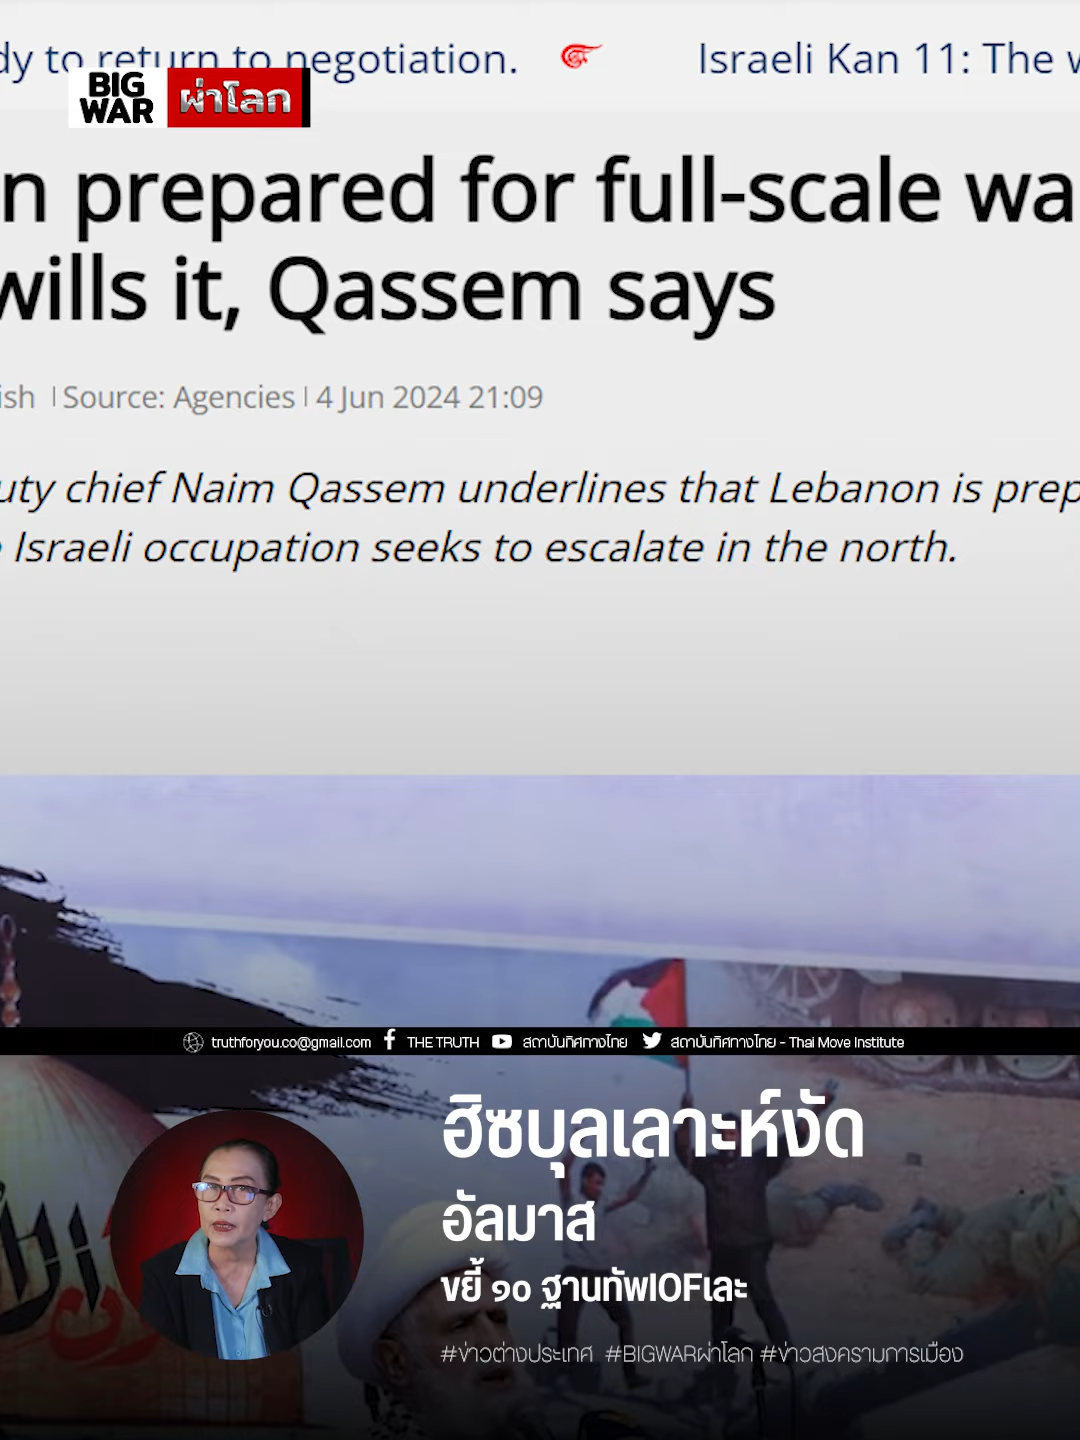 dy to return to negotiation.
Israeli Kan 11: The w
BIG
WAR
ผ่าโลก
n prepared for full-scale wa
wills it, Qassem says
ish | Source: Agencies | 4 Jun 2024 21:09
uty chief Naim Qassem underlines that Lebanon is prep
e Israeli occupation seeks to escalate in the north.
truthforyou.co@gmail.com THE TRUTH สถาบันทิศทางไทย สถาบันทิศทางไทย - Thai Move Institute
ฮิซบุลเลาะห์งัด
อัลมาส
ขยี้ ๑๐ ฐานทัพIOFเละ
#ข่าวต่างประเทศ #BIGWARผ่าโลก #ข่าวสงครามการเมือง